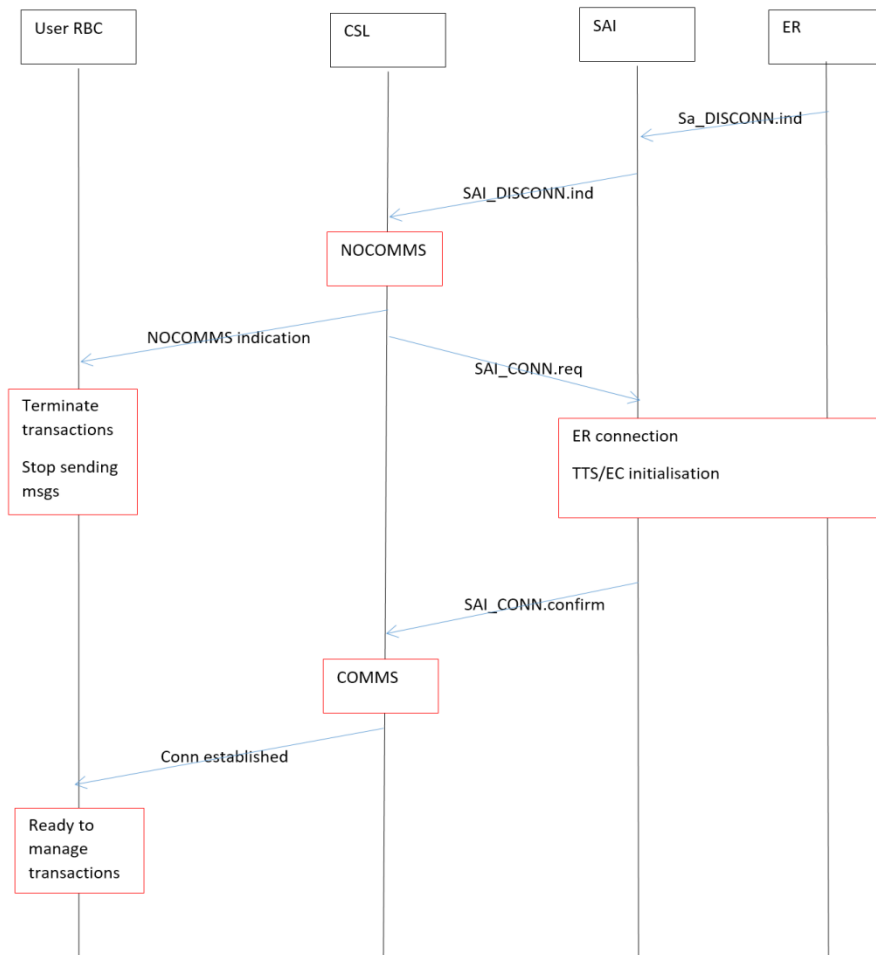 User RBC
CSL
SAI
ER
Sa_DISCONN.ind
SAI_DISCONN.ind
NOCOMMS
NOCOMMS indication
SAI_CONN.req
Terminate
transactions
Stop sending
msgs
ER connection
TTS/EC initialisation
SAI_CONN.confirm
COMMS
Conn established
Ready to
manage
transactions